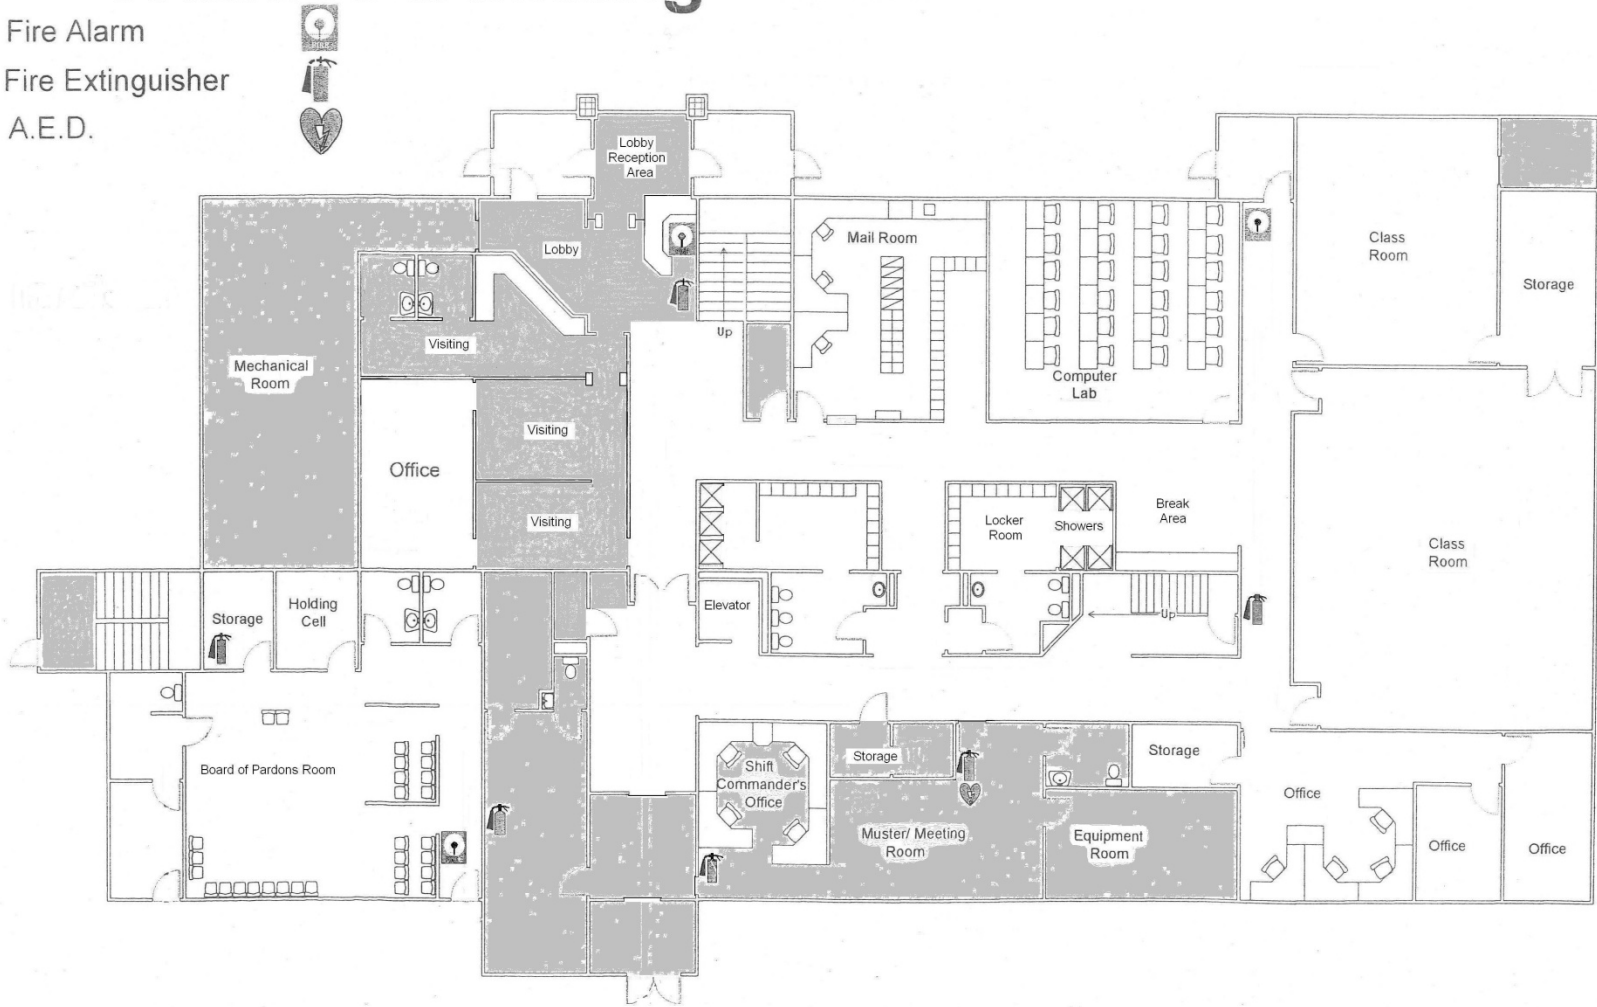 Fire Alarm
Fire Extinguisher
A.E.D.
Lobby
Reception
Area
Lobby
Mail Room
Class
Room
Storage
Up
Computer
Lab
Visiting
Mechanical
Room
Office
Visiting
Visiting
Locker
Room
Showers
Break
Area
Class
Room
Storage
Holding
Cell
Elevator
Up
Board of Pardons Room
Shift
Commander's
Office
Storage
Storage
Muster/ Meeting
Room
Equipment
Room
Office
Office
Office